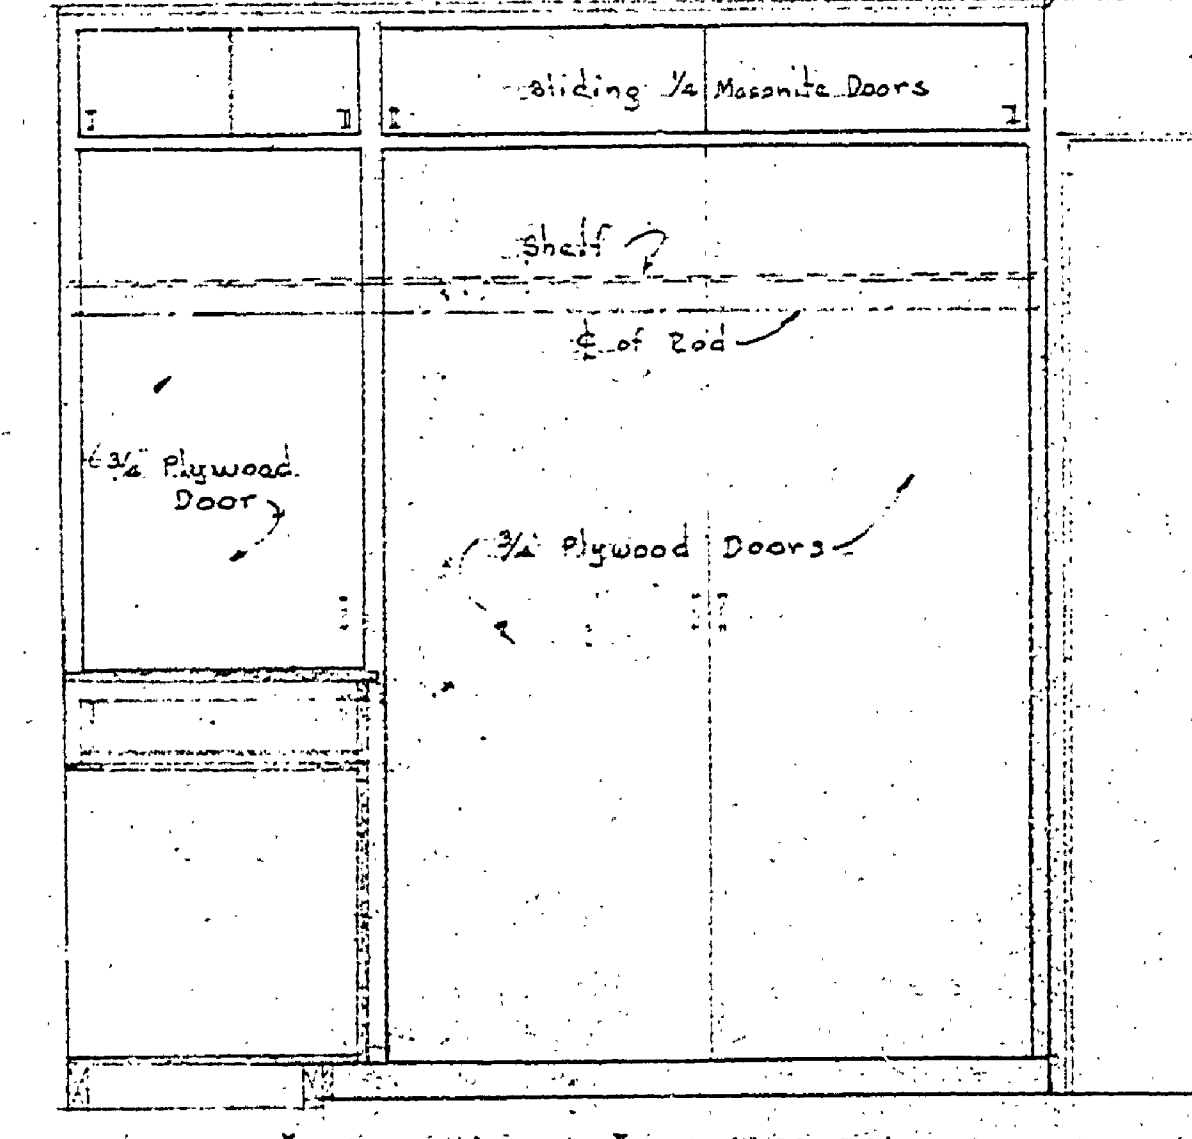 Sliding 1/4 Masonite Doors
Shelf
℄ of Rod
3/4" Plywood
Door
3/4" Plywood Doors